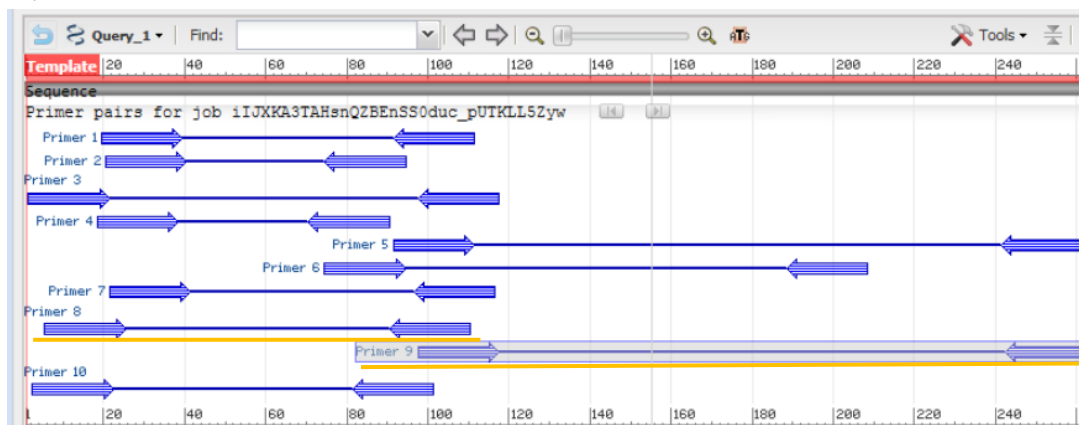 Query_1 Find: ATG Tools
Template 20 40 60 80 100 120 140 160 180 200 220 240
Sequence
Primer pairs for job iIJXKA3TAHsnQZBEnSS0duc_pUTKLL5Zyw
Primer 1
Primer 2
Primer 3
Primer 4
Primer 5
Primer 6
Primer 7
Primer 8
Primer 9
Primer 10
1 20 40 60 80 100 120 140 160 180 200 220 240